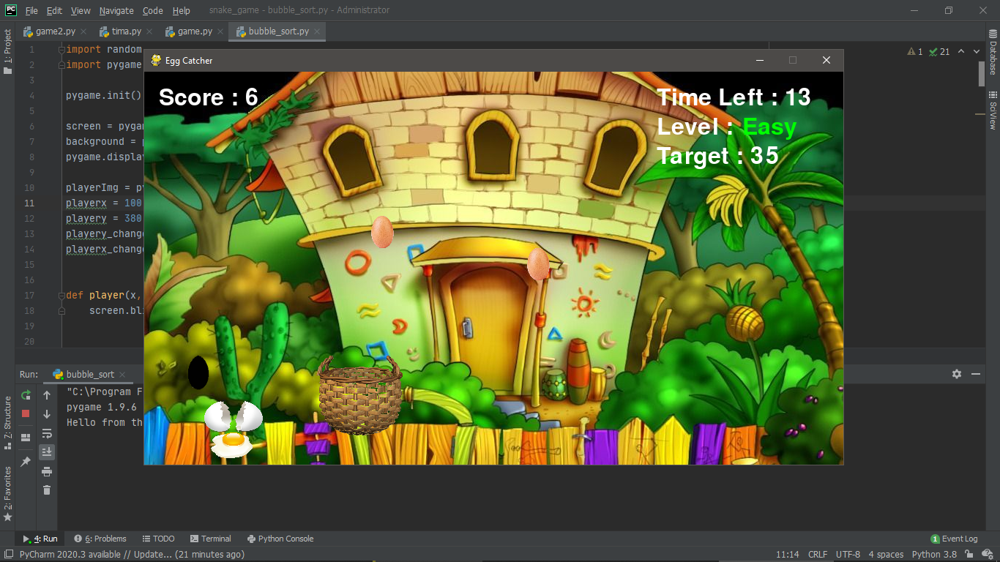 PC File Edit View Navigate Code Help snake_game - bubble_sort.py - Administrator
game2.py tima.py game.py bubble_sort.py
1: Project
Database
SciView
1 21
1 import random
2 import pygame
3
4 pygame.init()
5
6 screen = pygam
7 background = p
8 pygame.display
9
10 playerImg = py
11 playerx = 100
12 playery = 380
13 playery_change
14 playerx_change
15
16
17 def player(x,
18 screen.bli
19
20
Egg Catcher
Score : 6
Time Left : 13
Level : Easy
Target : 35
Run: bubble_sort
"C:\Program F
pygame 1.9.6
Hello from th
Z: Structure
2: Favorites
4: Run 6: Problems TODO Terminal Python Console 1 Event Log
PyCharm 2020.3 available // Update... (21 minutes ago) 11:14 CRLF UTF-8 4 spaces Python 3.8